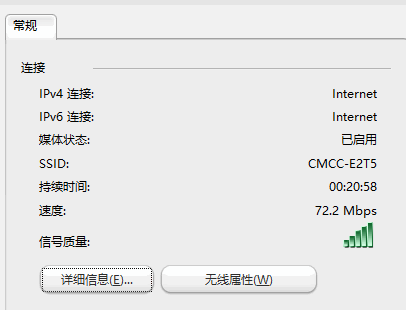 常规
连接
IPv4 连接: Internet
IPv6 连接: Internet
媒体状态: 已启用
SSID: CMCC-E2T5
持续时间: 00:20:58
速度: 72.2 Mbps
信号质量:
详细信息(E)... 无线属性(W)